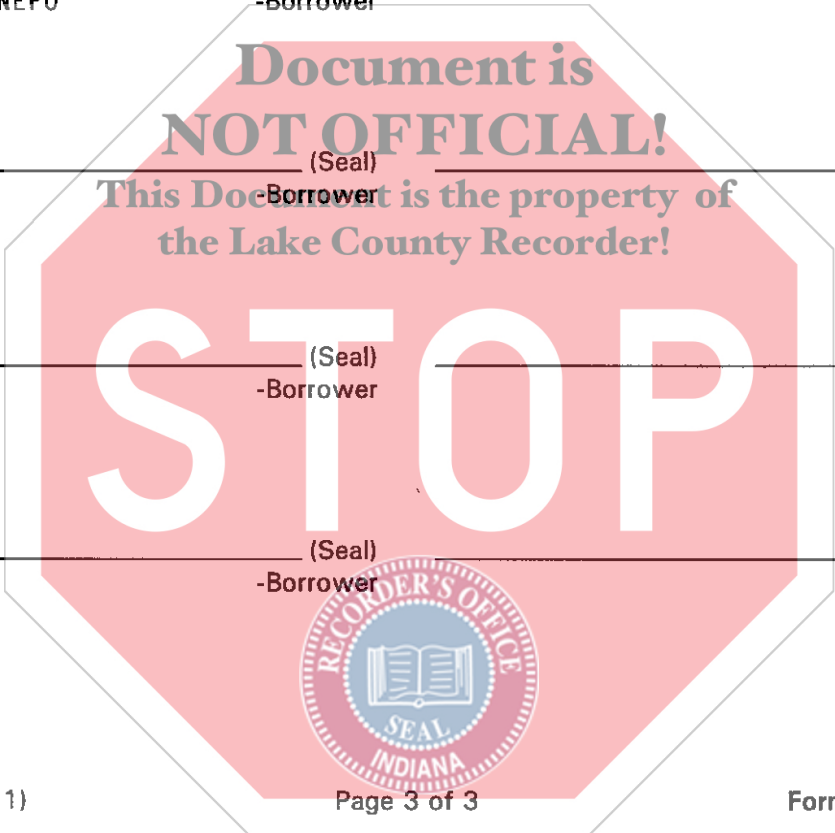 -Borrower
Document is
NOT OFFICIAL!
(Seal)
-Borrower
This Document is the property of
the Lake County Recorder!
STOP
(Seal)
-Borrower
(Seal)
-Borrower
RECORDER'S OFFICE
SEAL
INDIANA
1) Page 3 of 3 Form